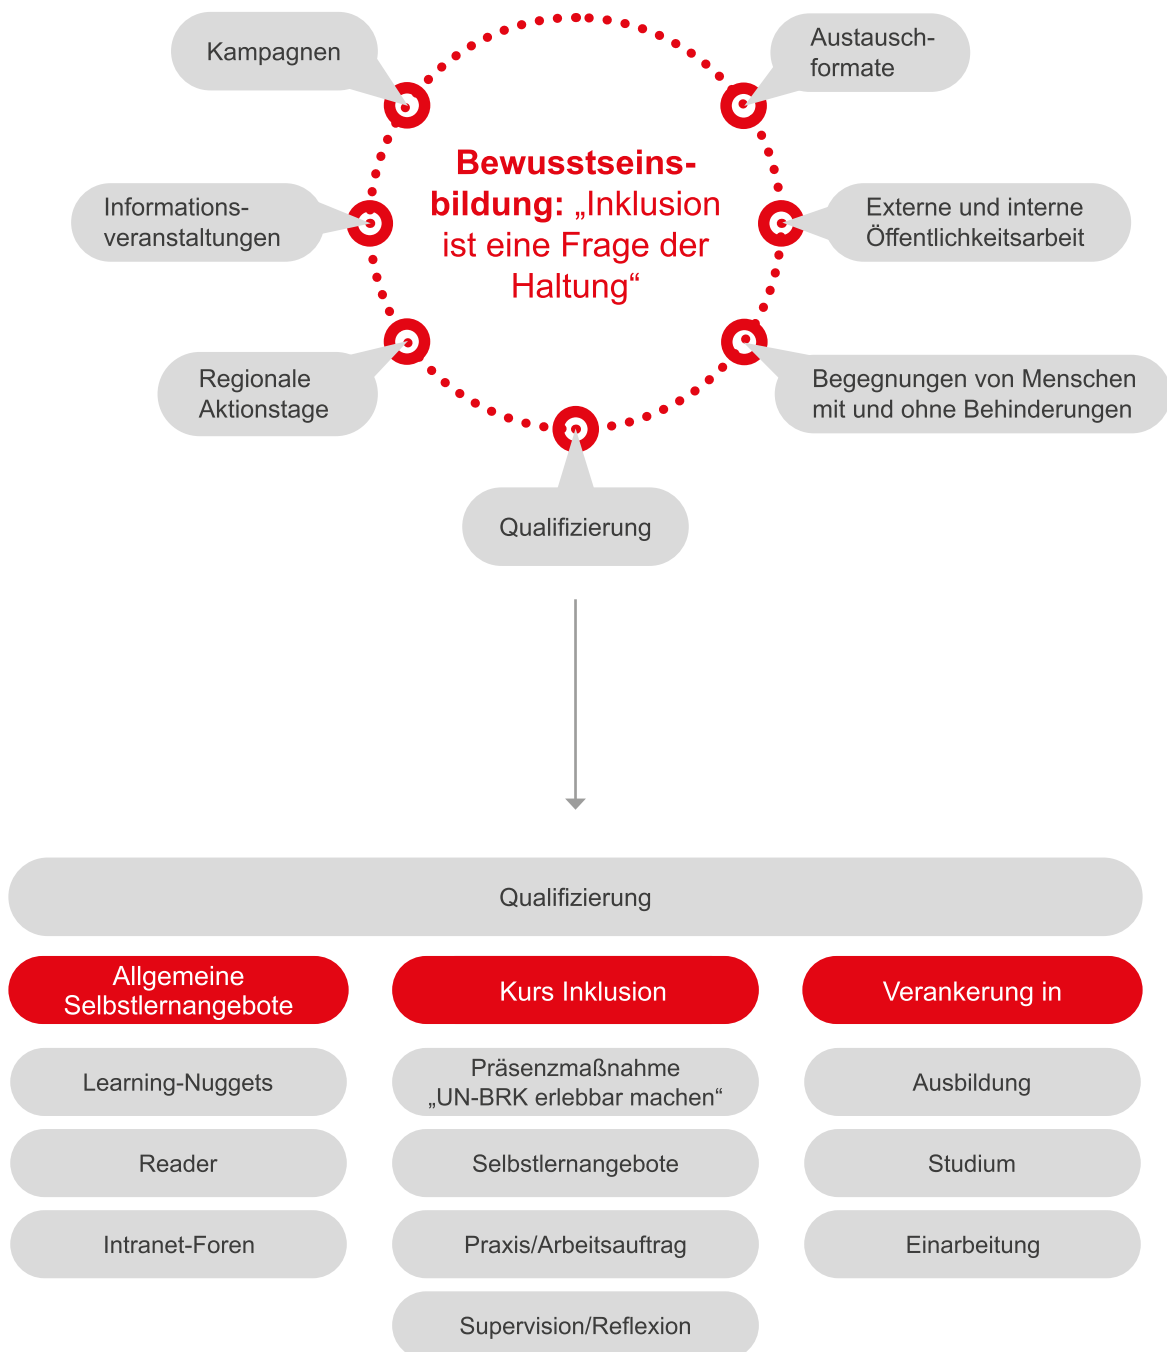 Kampagnen
Austausch-
formate
Bewusstseins-
bildung: „Inklusion
ist eine Frage der
Haltung“
Informations-
veranstaltungen
Externe und interne
Öffentlichkeitsarbeit
Regionale
Aktionstage
Begegnungen von Menschen
mit und ohne Behinderungen
Qualifizierung
Qualifizierung
Allgemeine
Selbstlernangebote
Learning-Nuggets
Reader
Intranet-Foren
Kurs Inklusion
Präsenzmaßnahme
„UN-BRK erlebbar machen“
Selbstlernangebote
Praxis/Arbeitsauftrag
Supervision/Reflexion
Verankerung in
Ausbildung
Studium
Einarbeitung